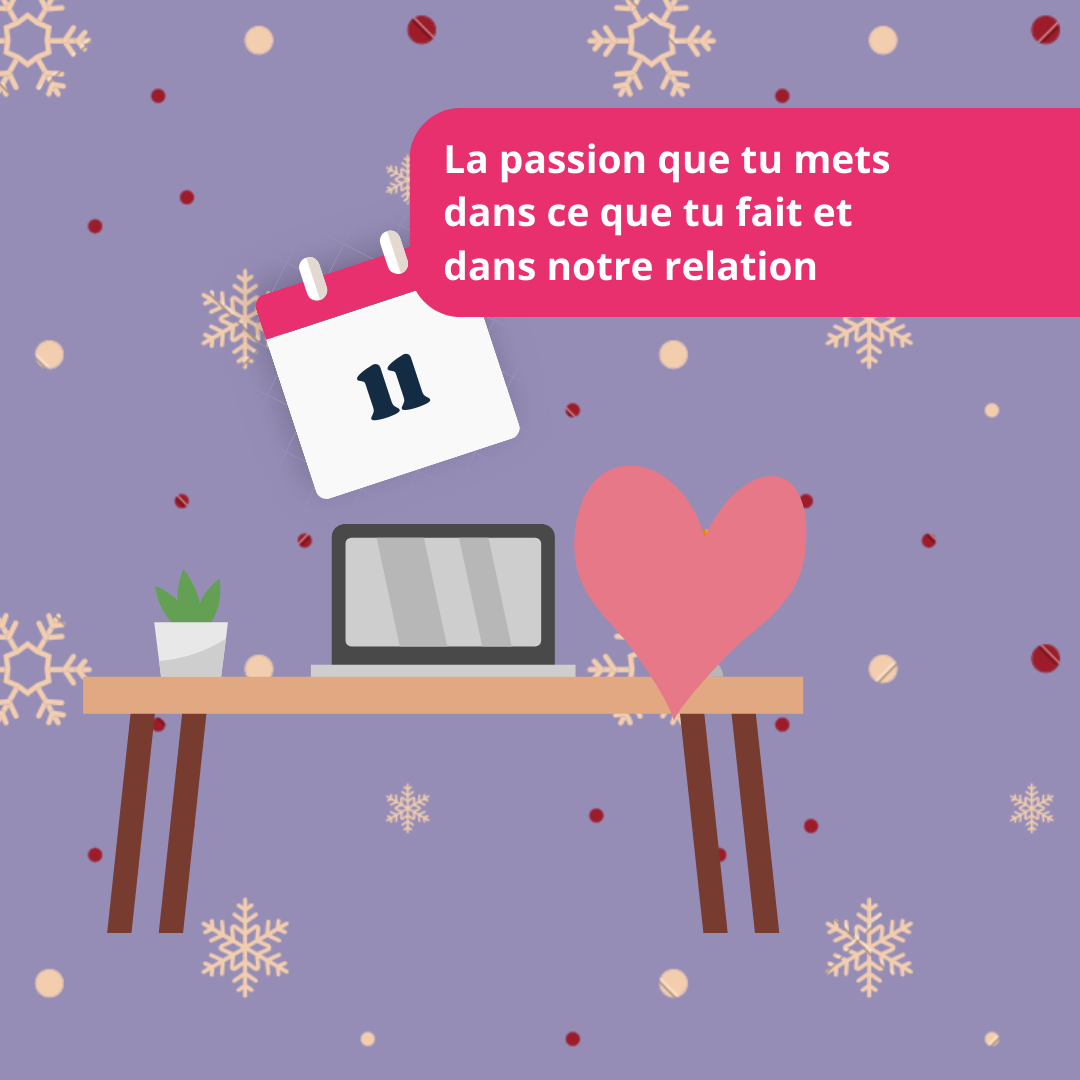 La passion que tu mets
dans ce que tu fait et
dans notre relation
11